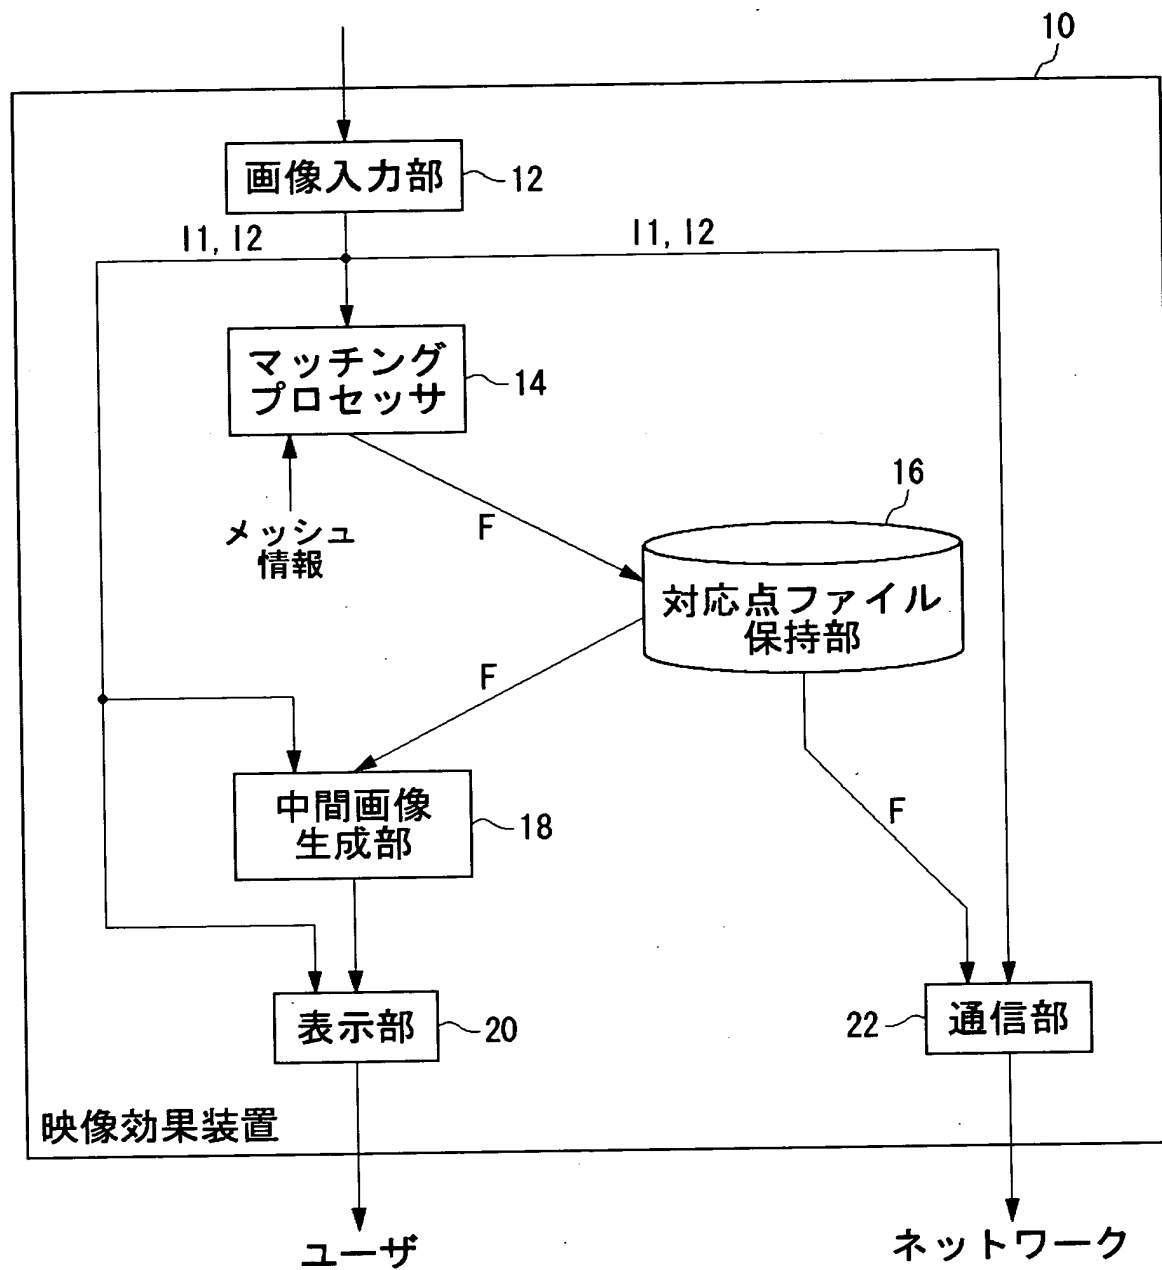 10
画像入力部
12
I1, I2
I1, I2
マッチング
プロセッサ
14
メッシュ
情報
F
16
対応点ファイル
保持部
F
中間画像
生成部
18
F
表示部
20
22
通信部
映像効果装置
ユーザ
ネットワーク